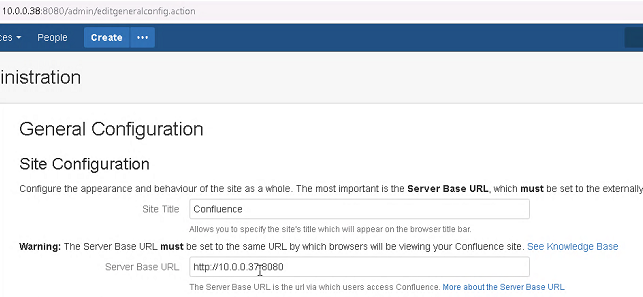 10.0.0.38:8080/admin/editgeneralconfig.action
ces People Create ···
inistration
General Configuration
Site Configuration
Configure the appearance and behaviour of the site as a whole. The most important is the Server Base URL, which must be set to the externally
Site Title Confluence
Allows you to specify the site's title which will appear on the browser title bar.
Warning: The Server Base URL must be set to the same URL by which browsers will be viewing your Confluence site. See Knowledge Base
Server Base URL http://10.0.0.37:8080
The Server Base URL is the url via which users access Confluence. More about the Server Base URL